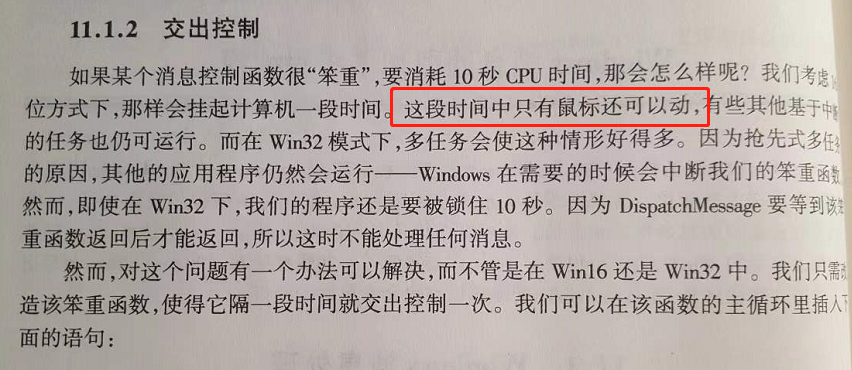 11.1.2 交出控制
如果某个消息控制函数很“笨重”,要消耗 10 秒 CPU 时间,那会怎么样呢? 我们考虑
位方式下,那样会挂起计算机一段时间。这段时间中只有鼠标还可以动,有些其他基于中断
的任务也仍可运行。而在 Win32 模式下,多任务会使这种情形好得多。因为抢先式多任务
的原因,其他的应用程序仍然会运行——Windows 在需要的时候会中断我们的笨重函数
然而,即使在 Win32 下,我们的程序还是要被锁住 10 秒。因为 DispatchMessage 要等到该笨
重函数返回后才能返回,所以这时不能处理任何消息。
然而,对这个问题有一个办法可以解决,而不管是在 Win16 还是 Win32 中。我们只需改
造该笨重函数,使得它隔一段时间就交出控制一次。我们可以在该函数的主循环里插入下
面的语句: